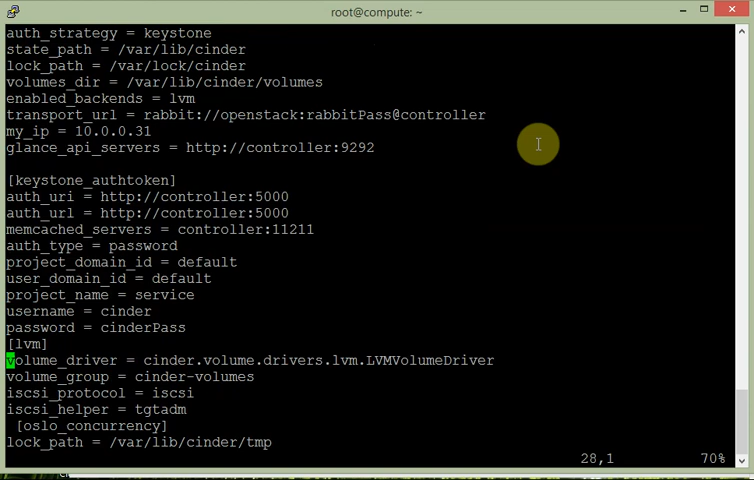 root@compute: ~
auth_strategy = keystone
state_path = /var/lib/cinder
lock_path = /var/lock/cinder
volumes_dir = /var/lib/cinder/volumes
enabled_backends = lvm
transport_url = rabbit://openstack:rabbitPass@controller
my_ip = 10.0.0.31
glance_api_servers = http://controller:9292
[keystone_authtoken]
auth_uri = http://controller:5000
auth_url = http://controller:5000
memcached_servers = controller:11211
auth_type = password
project_domain_id = default
user_domain_id = default
project_name = service
username = cinder
password = cinderPass
[lvm]
volume_driver = cinder.volume.drivers.lvm.LVMVolumeDriver
volume_group = cinder-volumes
iscsi_protocol = iscsi
iscsi_helper = tgtadm
[oslo_concurrency]
lock_path = /var/lib/cinder/tmp
28,1 70%